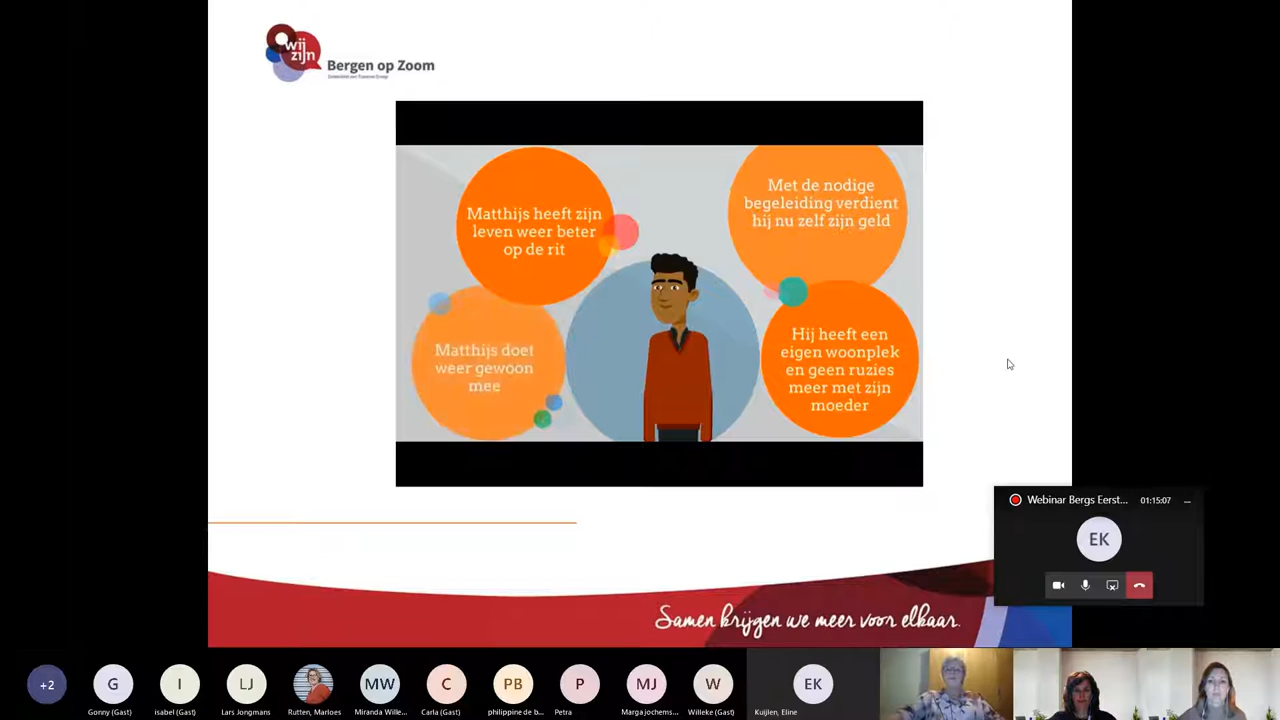 wij
zijn
Bergen op Zoom
Matthijs heeft zijn
leven weer beter
op de rit
Met de nodige
begeleiding verdient
hij nu zelf zijn geld
Matthijs doet
weer gewoon
mee
Hij heeft een
eigen woonplek
en geen ruzies
meer met zijn
moeder
Webinar Bergs Eerst... 01:15:07
EK
Samen krijgen we meer voor elkaar.
+2 G I LJ MW C PB P MJ W EK
Gonny (Gast) isabel (Gast) Lars Jongmans Rutten, Marloes Miranda Wille... Carla (Gast) philippine de b... Petra Marga jochems... Willeke (Gast) Kuijlen, Eline